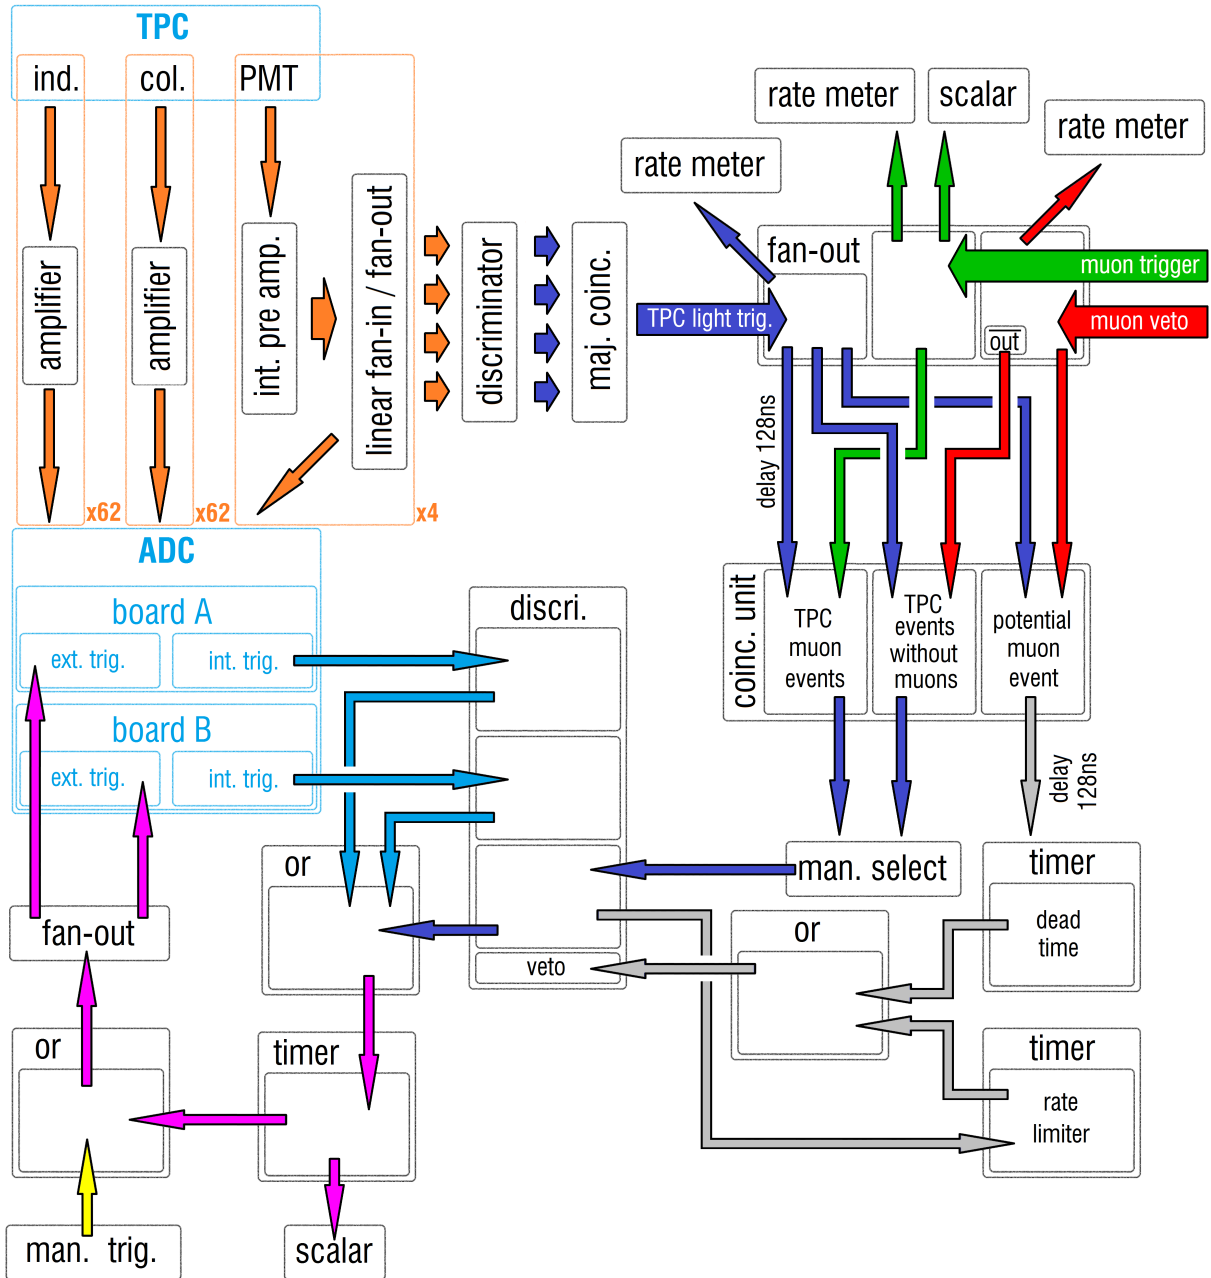 TPC
ind.
col.
PMT
amplifier
amplifier
int. pre amp.
linear fan-in / fan-out
discriminator
maj. coinc.
x62
x62
x4
rate meter
scalar
rate meter
rate meter
fan-out
muon trigger
TPC light trig.
muon veto
out
delay 128ns
coinc. unit
TPC
muon
events
TPC
events
without
muons
potential
muon
event
delay
128ns
ADC
board A
ext. trig.
int. trig.
board B
ext. trig.
int. trig.
discri.
veto
or
man. select
timer
dead
time
or
timer
rate
limiter
fan-out
or
timer
man. trig.
scalar